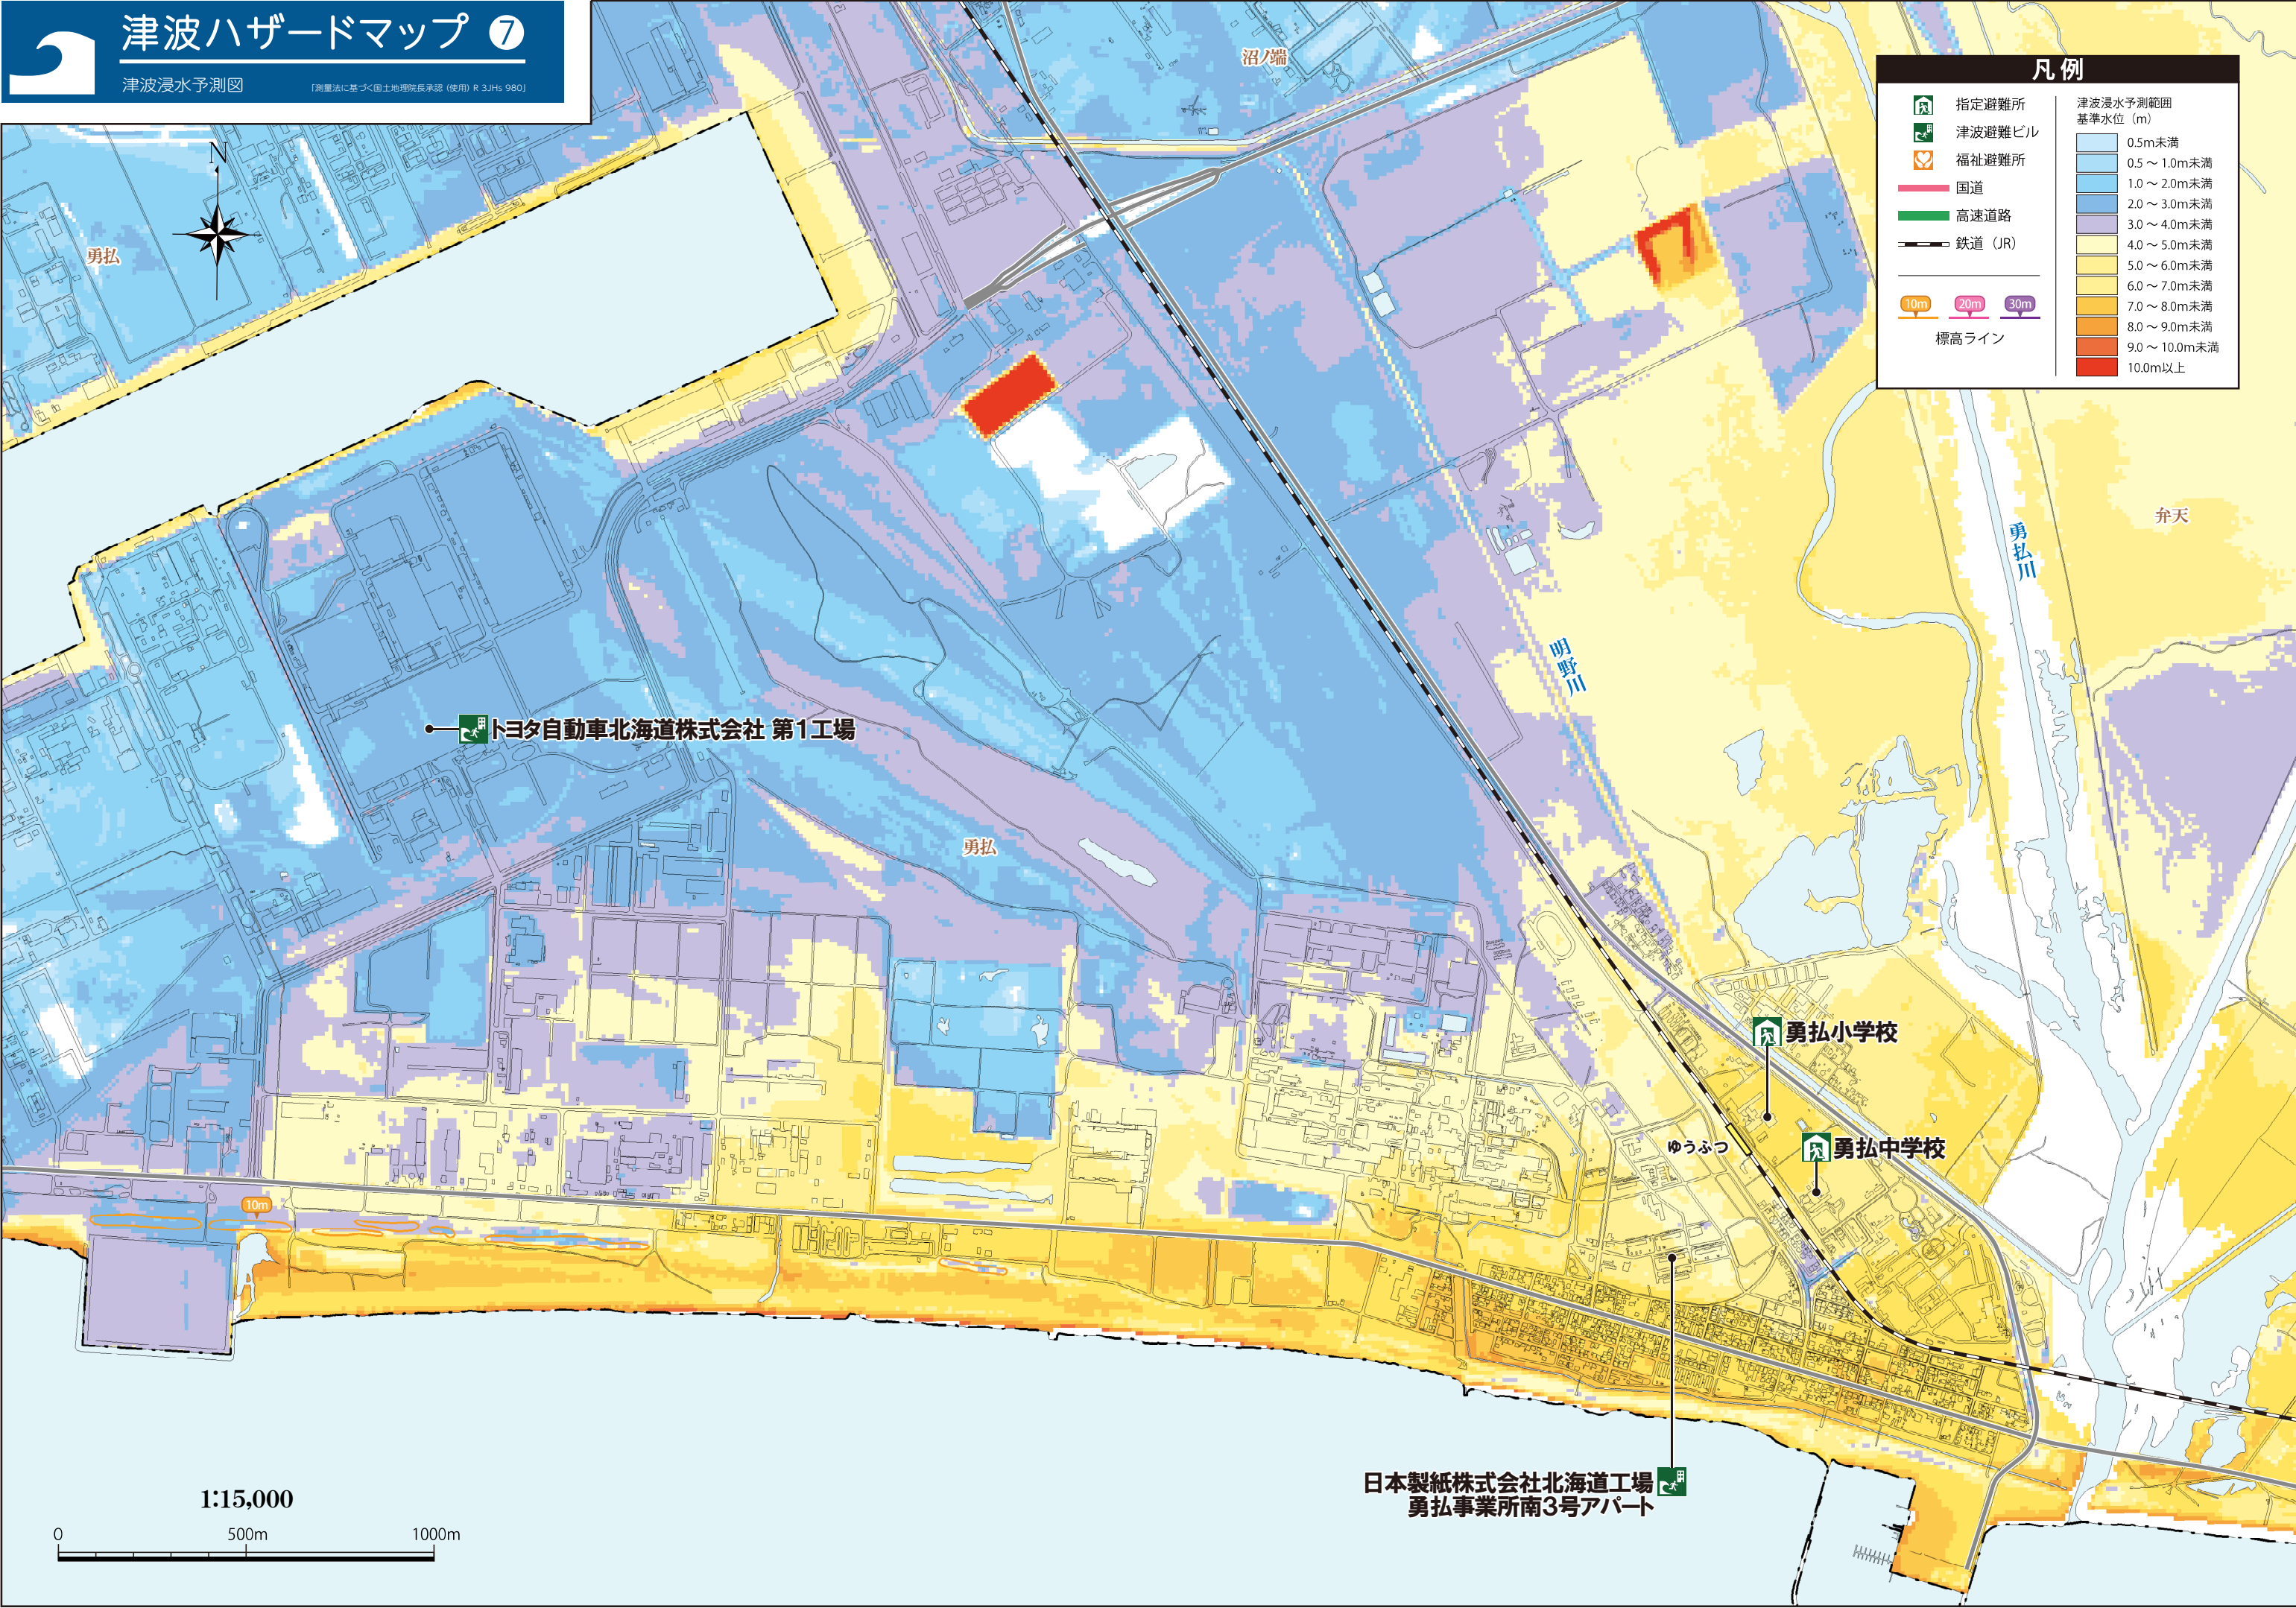 津波ハザードマップ 7
津波浸水予測図
「測量法に基づく国土地理院長承認（使用）R 3JHs 980」
N
沼ノ端
勇払
凡例
指定避難所
津波避難ビル
福祉避難所
国道
高速道路
鉄道（JR）
10m 20m 30m
標高ライン
津波浸水予測範囲
基準水位（m）
0.5m未満
0.5～1.0m未満
1.0～2.0m未満
2.0～3.0m未満
3.0～4.0m未満
4.0～5.0m未満
5.0～6.0m未満
6.0～7.0m未満
7.0～8.0m未満
8.0～9.0m未満
9.0～10.0m未満
10.0m以上
弁天
勇払川
明野川
トヨタ自動車北海道株式会社 第1工場
勇払
勇払小学校
ゆうふつ
勇払中学校
10m
日本製紙株式会社北海道工場
勇払事業所南3号アパート
1:15,000
0 500m 1000m